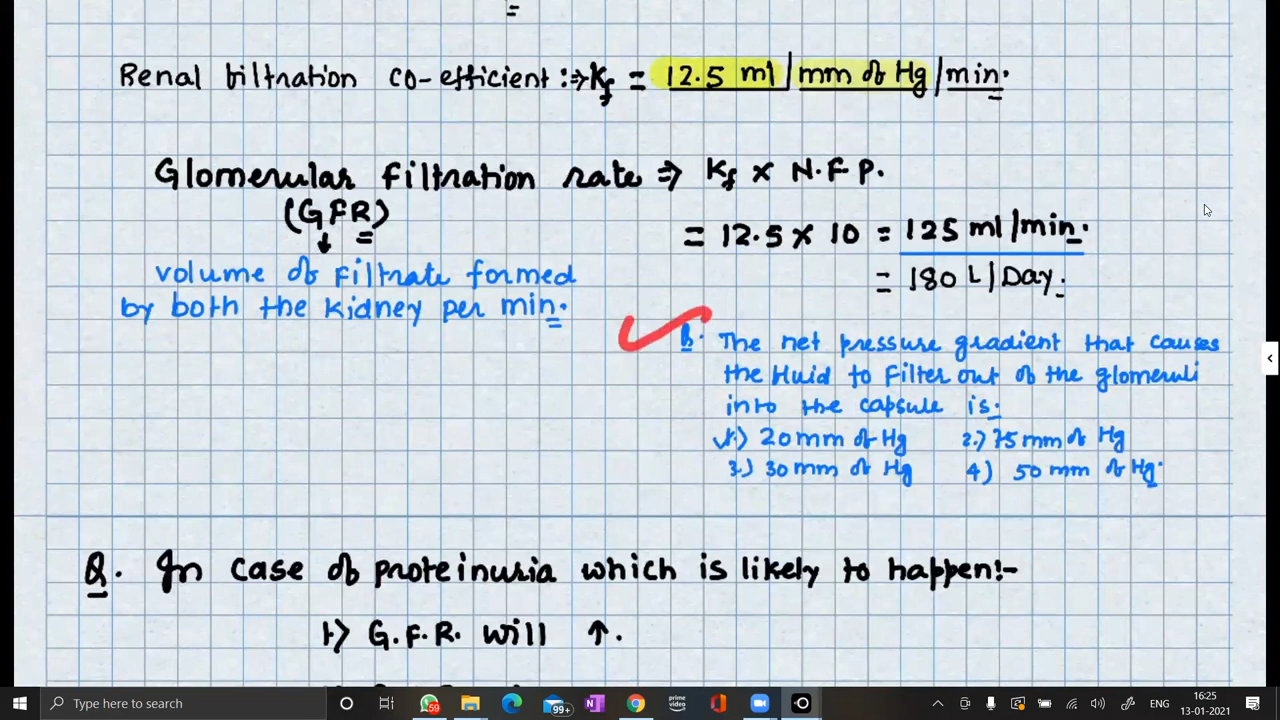 Renal filtration co-efficient :⇒ Kf = 12.5 ml / mm of Hg / min.
Glomerular filtration rate ⇒ Kf x N.F.P.
(GFR)
= 12.5 x 10 = 125 ml/min.
= 180 L/Day.
↓
volume of filtrate formed
by both the kidney per min.
Q. The net pressure gradient that causes
the fluid to filter out of the glomeruli
into the capsule is.
1.) 20 mm of Hg 2.) 75 mm of Hg
3.) 30 mm of Hg 4) 50 mm of Hg.
Q. In case of proteinuria which is likely to happen:-
1.) G.F.R. will ↑.
Type here to search
59
99+
prime video
ENG
16:25
13-01-2021